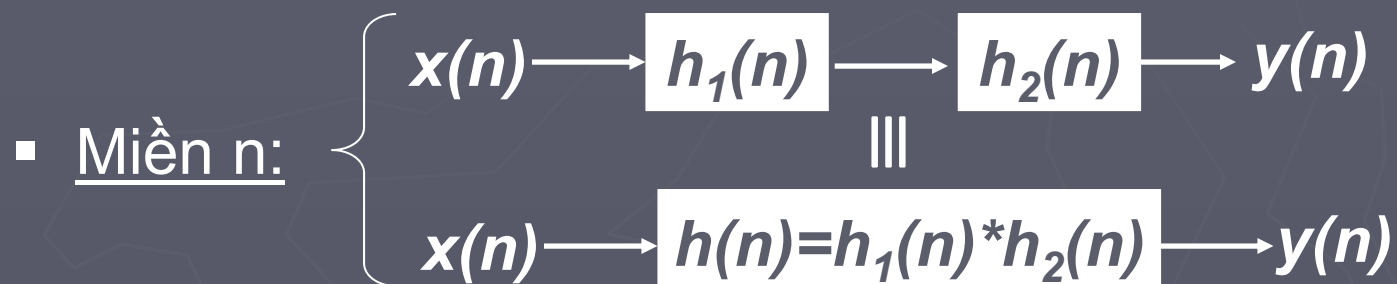 x(n) h₁(n) h₂(n) y(n)
▪ Miền n:
x(n) h(n)=h₁(n)*h₂(n) y(n)